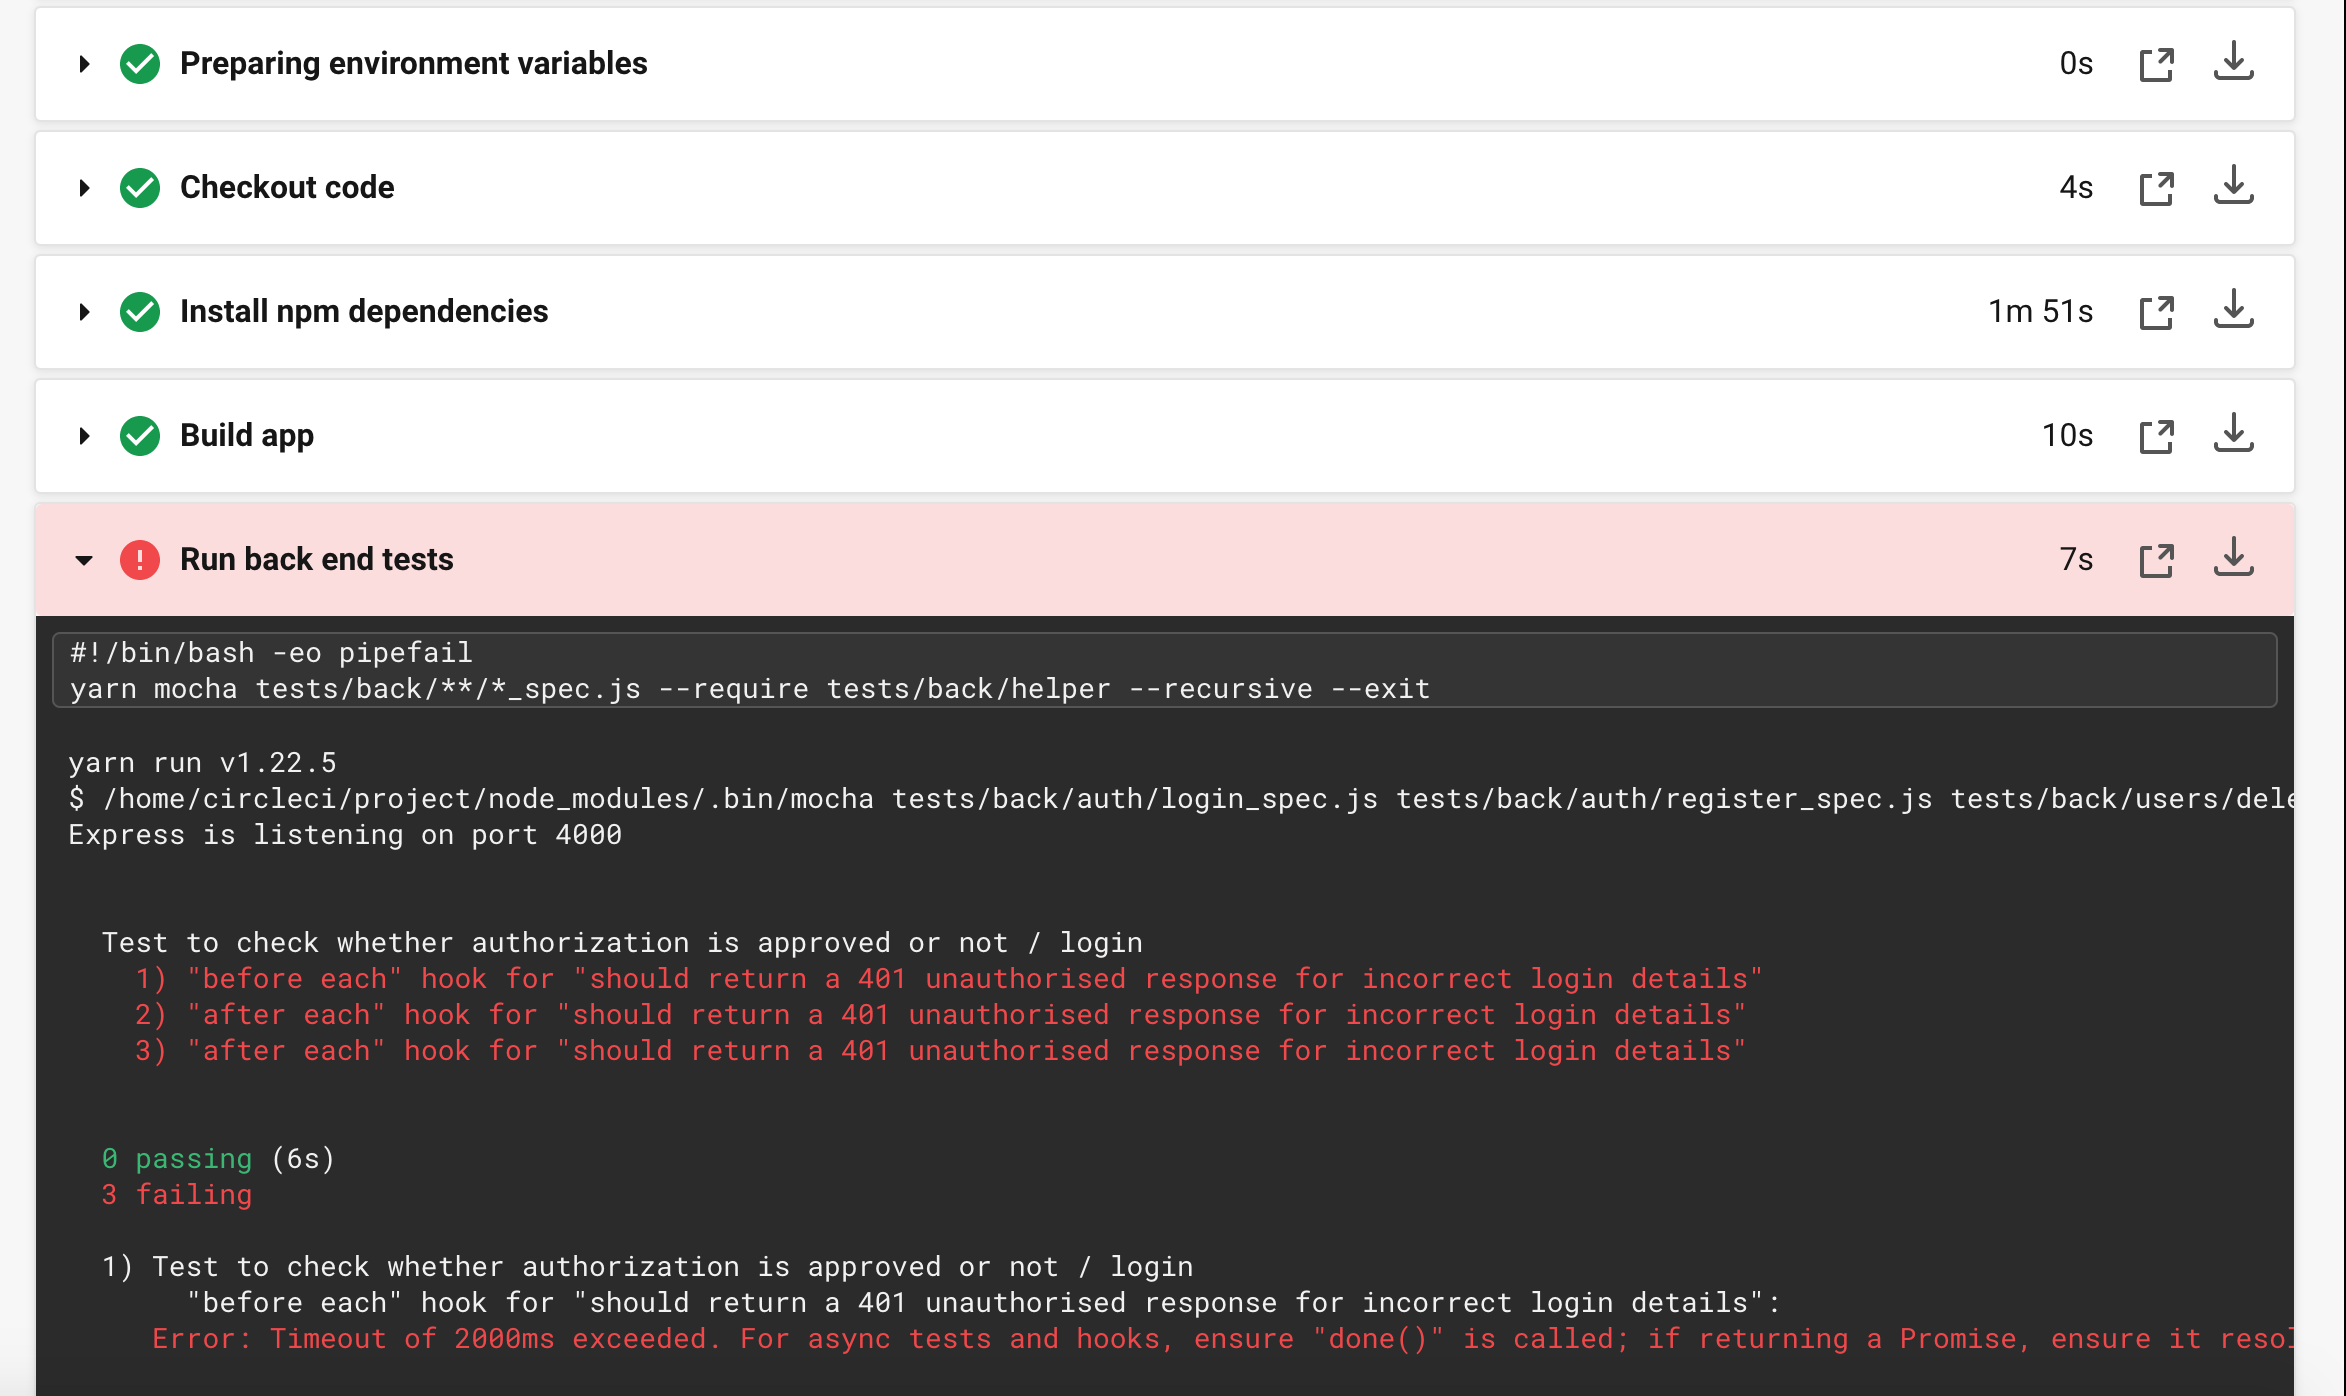 Preparing environment variables 0s
Checkout code 4s
Install npm dependencies 1m 51s
Build app 10s
Run back end tests 7s
#!/bin/bash -eo pipefail
yarn mocha tests/back/**/*_spec.js --require tests/back/helper --recursive --exit
yarn run v1.22.5
$ /home/circleci/project/node_modules/.bin/mocha tests/back/auth/login_spec.js tests/back/auth/register_spec.js tests/back/users/dele
Express is listening on port 4000
Test to check whether authorization is approved or not / login
1) "before each" hook for "should return a 401 unauthorised response for incorrect login details"
2) "after each" hook for "should return a 401 unauthorised response for incorrect login details"
3) "after each" hook for "should return a 401 unauthorised response for incorrect login details"
0 passing (6s)
3 failing
1) Test to check whether authorization is approved or not / login
"before each" hook for "should return a 401 unauthorised response for incorrect login details":
Error: Timeout of 2000ms exceeded. For async tests and hooks, ensure "done()" is called; if returning a Promise, ensure it resol